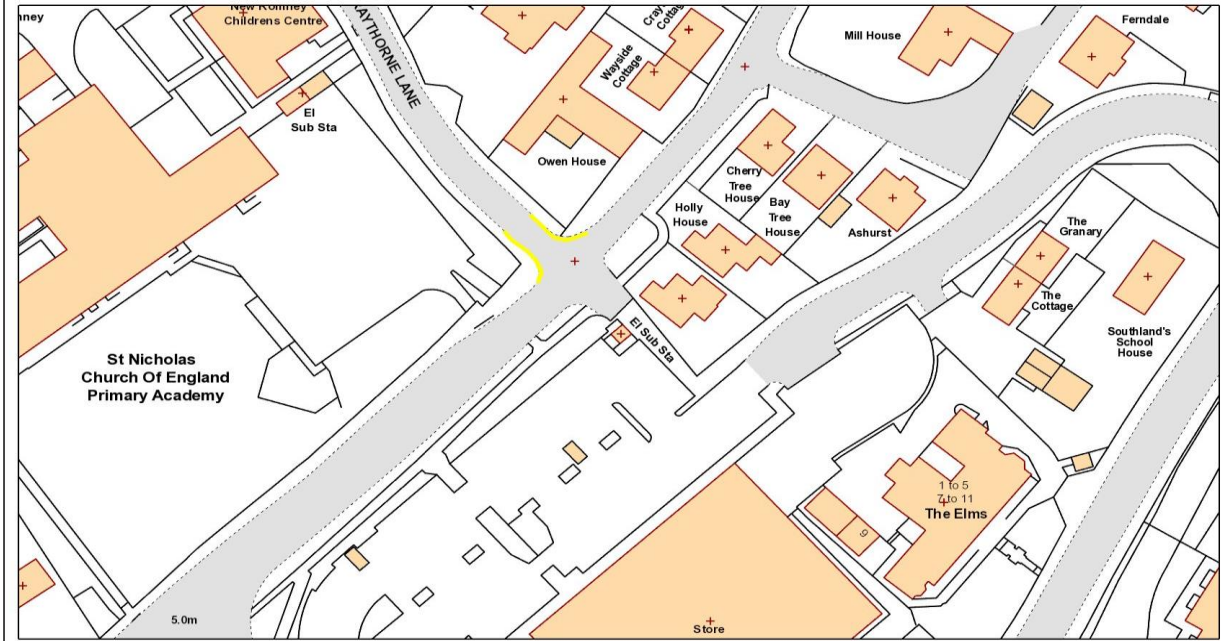 New Romney
Childrens Centre
El
Sub Sta
Wayside
Cottage
Owen House
Mill House
Ferndale
Cherry
Tree
House
Bay
Tree
House
Holly
House
Ashurst
The
Granary
The
Cottage
Southland's
School
House
El Sub Sta
St Nicholas
Church Of England
Primary Academy
1 to 5
7 to 11
The Elms
9
Store
5.0m